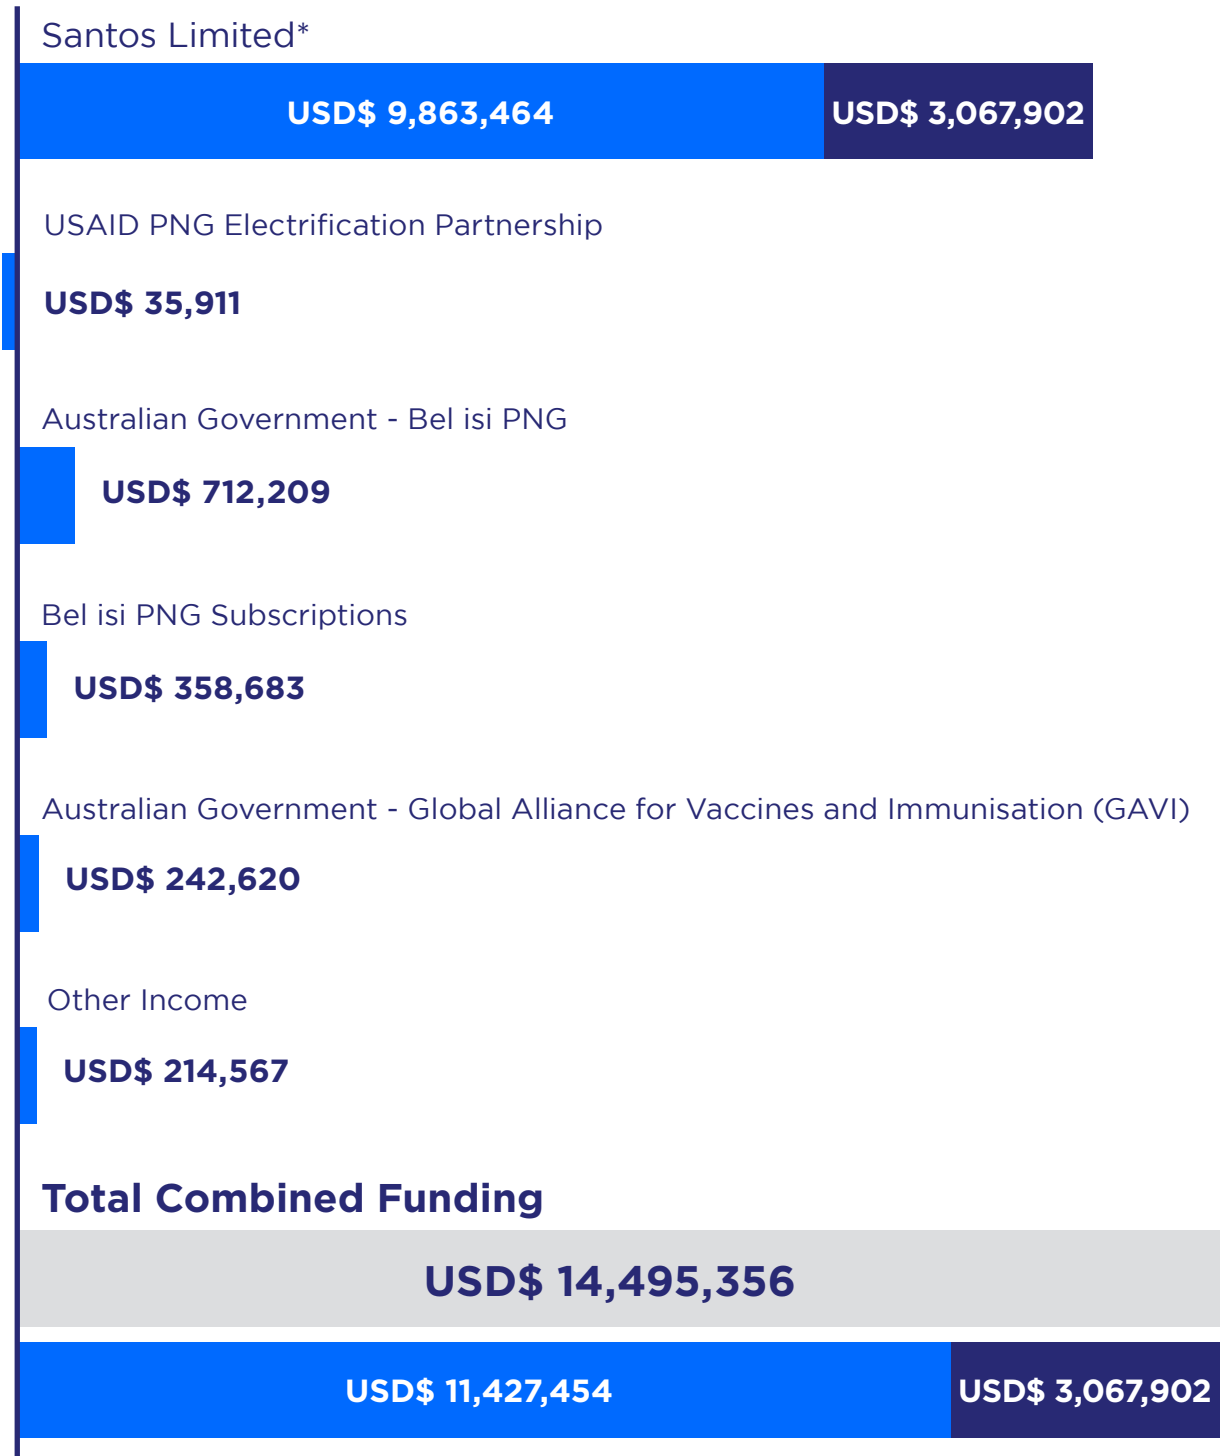 Santos Limited*
USD$ 9,863,464 USD$ 3,067,902
USAID PNG Electrification Partnership
USD$ 35,911
Australian Government - Bel isi PNG
USD$ 712,209
Bel isi PNG Subscriptions
USD$ 358,683
Australian Government - Global Alliance for Vaccines and Immunisation (GAVI)
USD$ 242,620
Other Income
USD$ 214,567
Total Combined Funding
USD$ 14,495,356
USD$ 11,427,454 USD$ 3,067,902